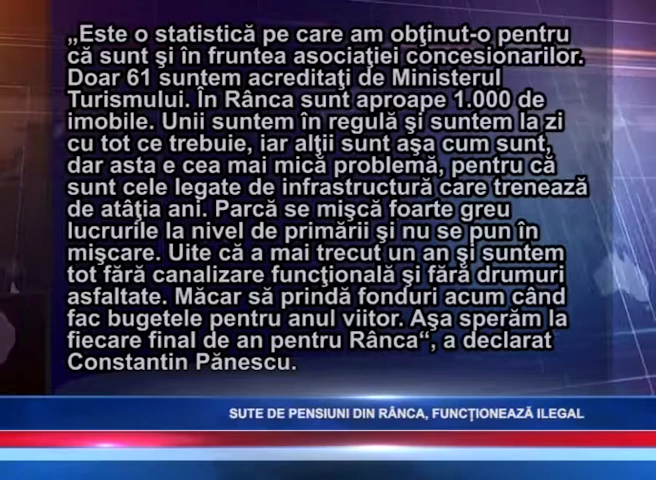 „Este o statistică pe care am obţinut-o pentru
că sunt şi în fruntea asociaţiei concesionarilor.
Doar 61 suntem acreditaţi de Ministerul
Turismului. În Rânca sunt aproape 1.000 de
imobile. Unii suntem în regulă şi suntem la zi
cu tot ce trebuie, iar alţii sunt aşa cum sunt,
dar asta e cea mai mică problemă, pentru că
sunt cele legate de infrastructură care trenează
de atâţia ani. Parcă se mişcă foarte greu
lucrurile la nivel de primării şi nu se pun în
mişcare. Uite că a mai trecut un an şi suntem
tot fără canalizare funcţională şi fără drumuri
asfaltate. Măcar să prindă fonduri acum când
fac bugetele pentru anul viitor. Aşa sperăm la
fiecare final de an pentru Rânca“, a declarat
Constantin Pănescu.
SUTE DE PENSIUNI DIN RÂNCA, FUNCŢIONEAZĂ ILEGAL